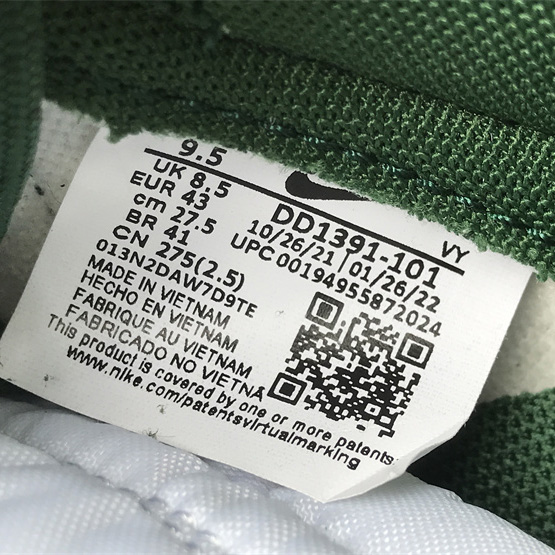 9.5
UK 8.5
EUR 43
cm 27.5
BR 41
CN 275(2.5)
013N2DAW7D9TE
MADE IN VIETNAM
HECHO EN VIETNAM
FABRIQUE AU VIETNAM
FABRICADO NO VIETNA
This product is covered by one or more patents
www.nike.com/patentsvirtualmarking
DD1391-101
VY
10/26/21 | 01/26/22
UPC 00194955872024